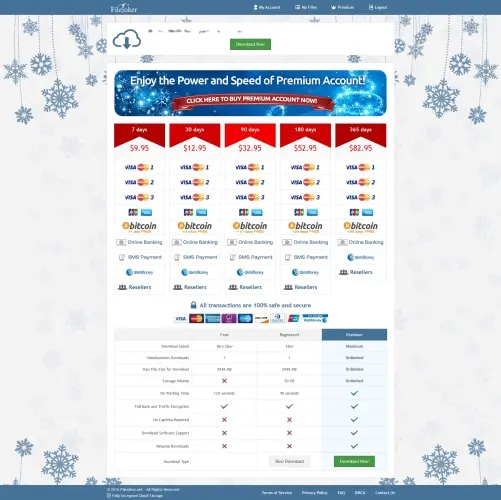 FileJoker
My Account
My Files
Premium
Logout
Download Now
Enjoy the Power and Speed of Premium Account!
CLICK HERE TO BUY PREMIUM ACCOUNT NOW!
7 days 30 days 90 days 180 days 365 days
$9.95 $12.95 $32.95 $52.95 $82.95
VISA 1 VISA 1 VISA 1 VISA 1 VISA 1
VISA 2 VISA 2 VISA 2 VISA 2 VISA 2
VISA 3 VISA 3 VISA 3 VISA 3 VISA 3
bitcoin bitcoin bitcoin bitcoin bitcoin
Online Banking Online Banking Online Banking Online Banking Online Banking
SMS Payment SMS Payment SMS Payment SMS Payment WebMoney
WebMoney WebMoney WebMoney WebMoney Resellers
Resellers Resellers Resellers Resellers
All transactions are 100% safe and secure
VISA
Free Registered Premium
Download Speed Very Slow Slow Maximum
Simultaneous Downloads 1 1 Unlimited
Max File Size for Download Unlimited
Storage Volume Unlimited
No Waiting Time 120 seconds
Full Data and Traffic Encryption
No Captcha Required
Download Software Support
Resume Downloads
Download Type Slow Download Download Now
© 2016 FileJoker.net - All Rights Reserved
Fully Encrypted Cloud Storage
Terms of Service Privacy Policy FAQ DMCA Contact Us